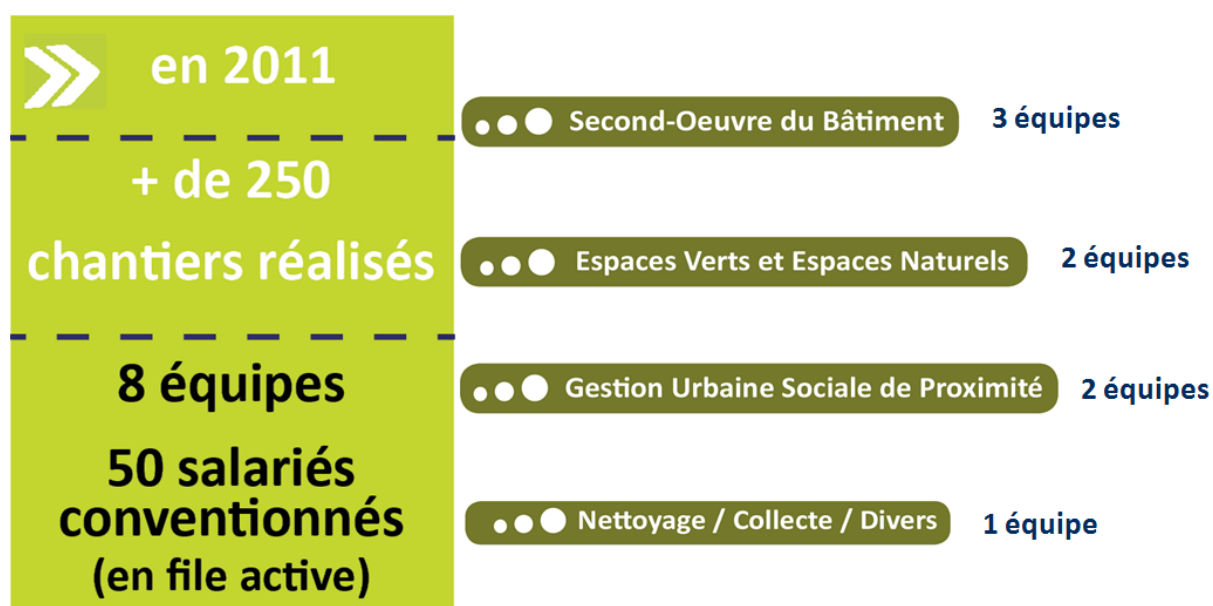 en 2011
+ de 250
chantiers réalisés
8 équipes
50 salariés
conventionnés
(en file active)
Second-Oeuvre du Bâtiment 3 équipes
Espaces Verts et Espaces Naturels 2 équipes
Gestion Urbaine Sociale de Proximité 2 équipes
Nettoyage / Collecte / Divers 1 équipe